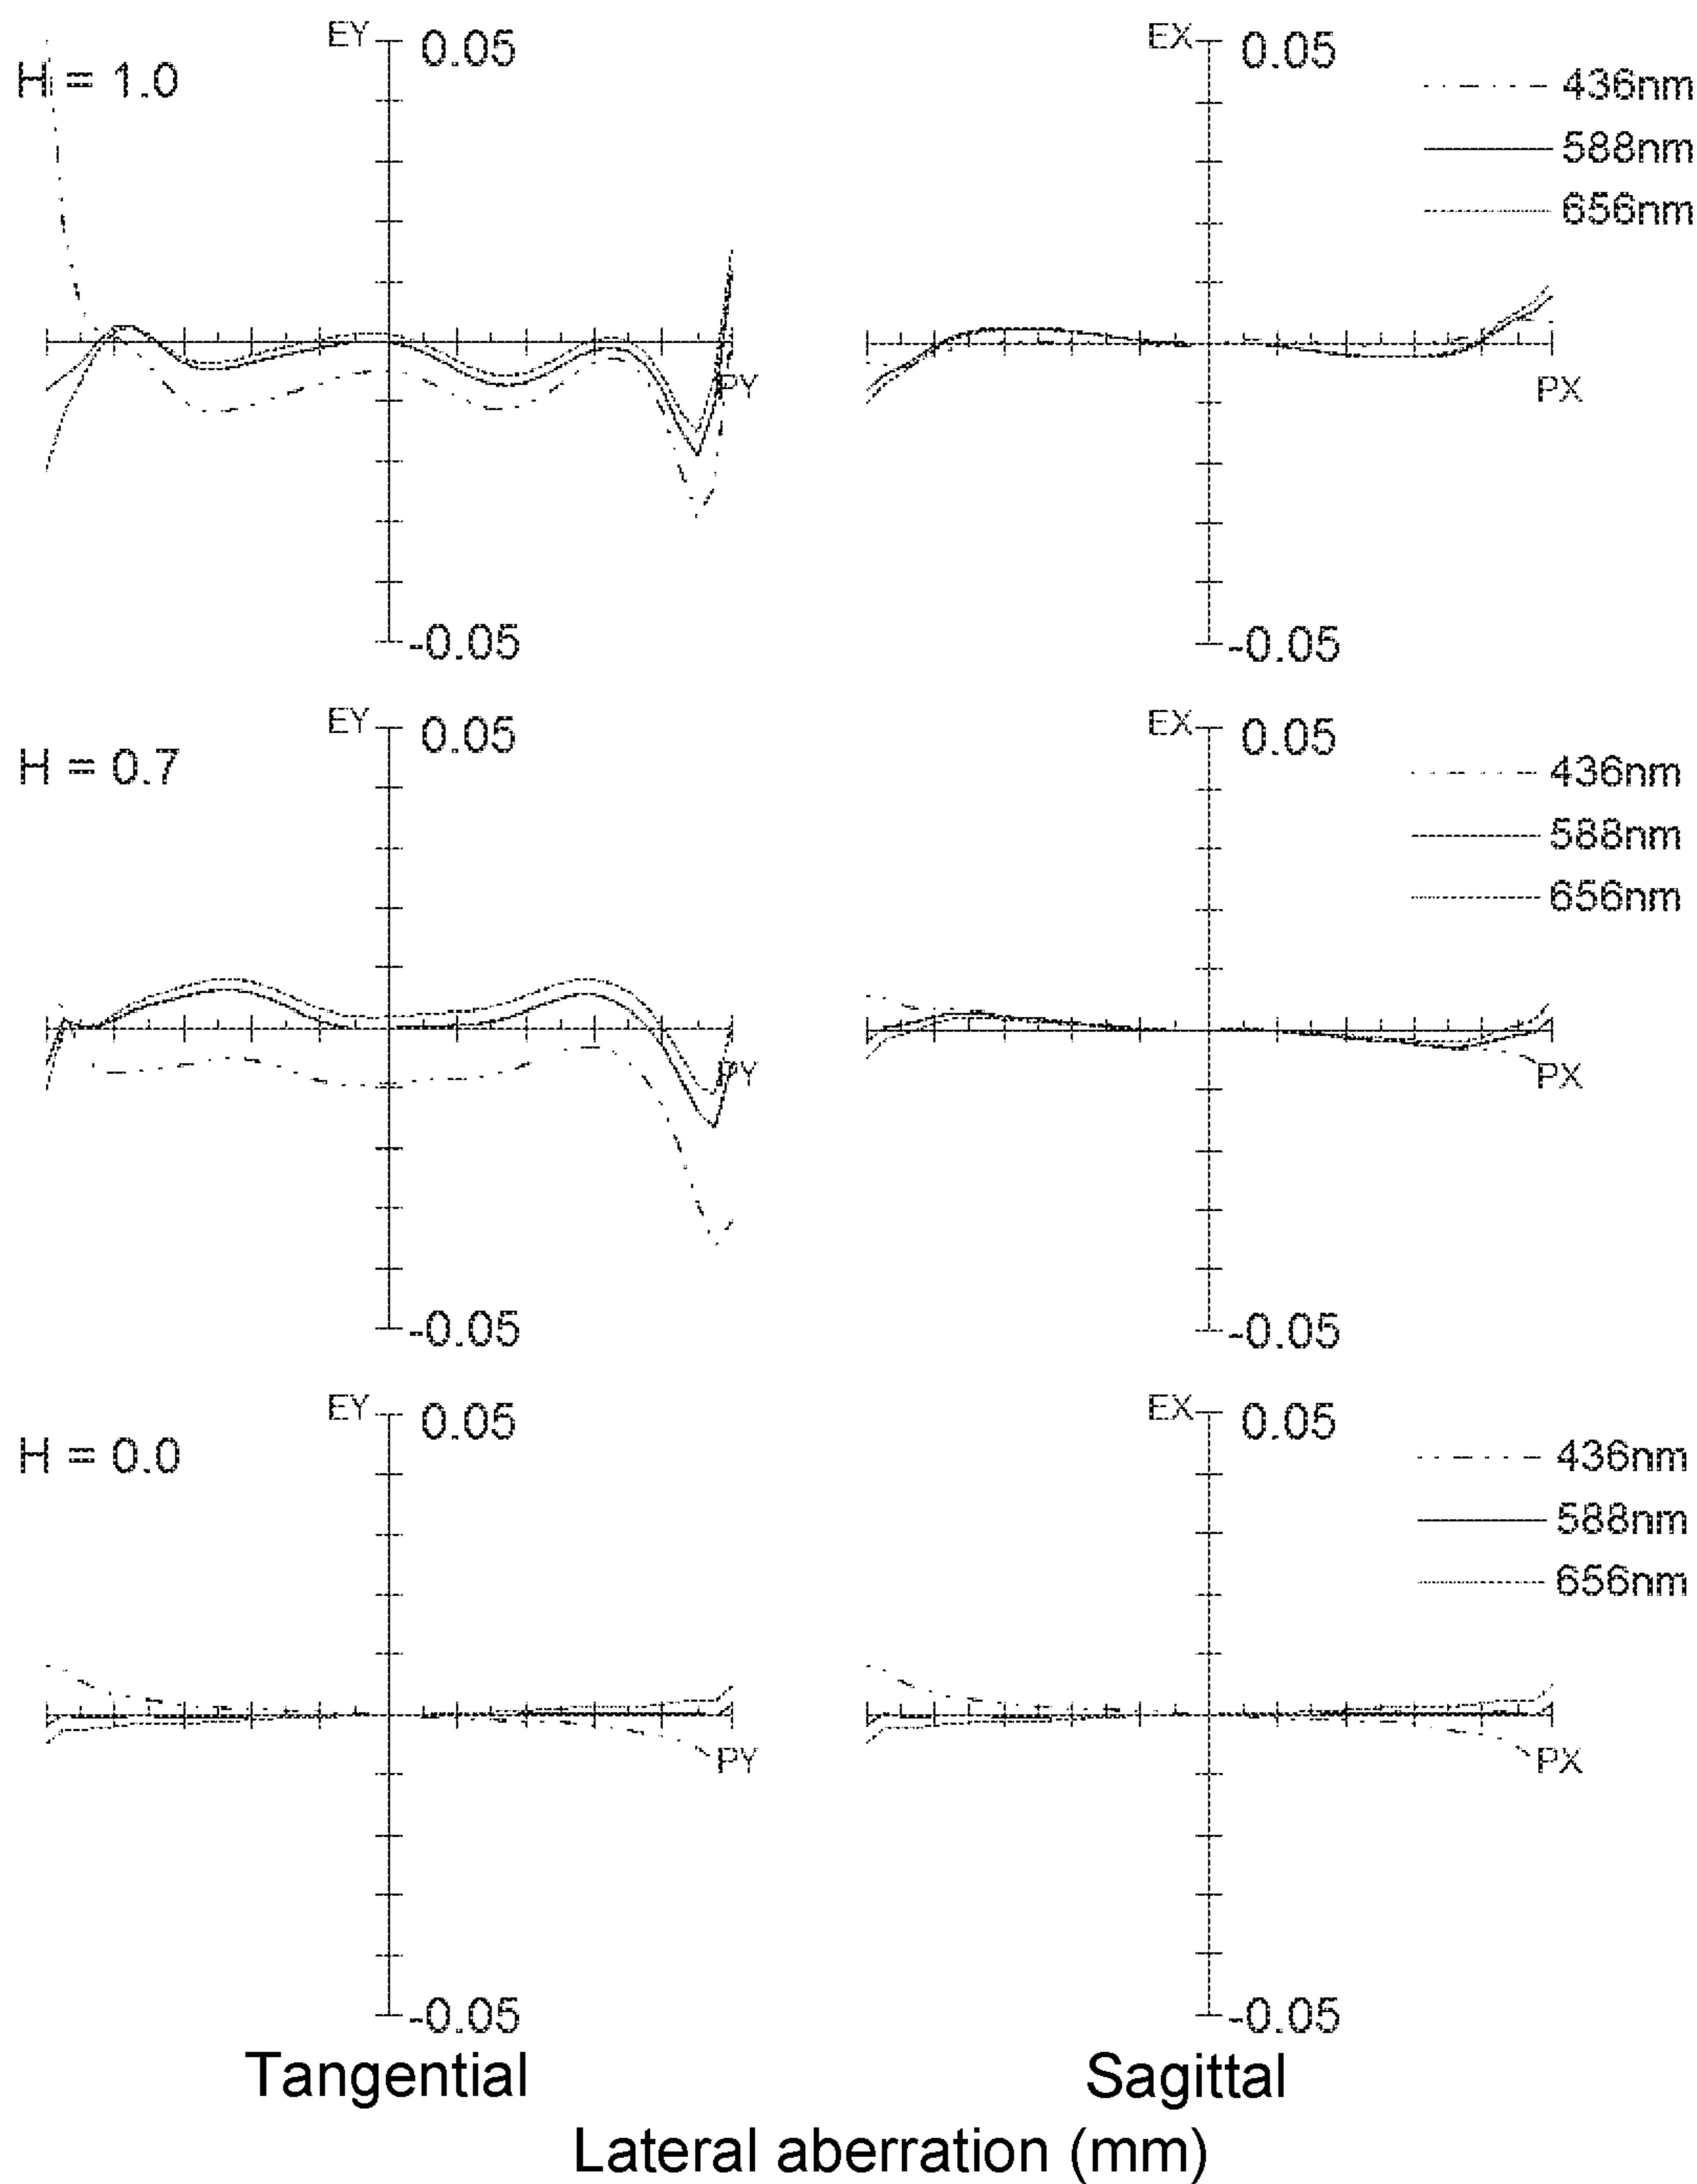 EY 0.05
EX 0.05
H = 1.0
436nm
588nm
656nm
PY
PX
-0.05
-0.05
EY 0.05
EX 0.05
H = 0.7
436nm
588nm
656nm
PY
PX
-0.05
-0.05
EY 0.05
EX 0.05
H = 0.0
436nm
588nm
656nm
PY
PX
-0.05
-0.05
Tangential
Sagittal
Lateral aberration (mm)